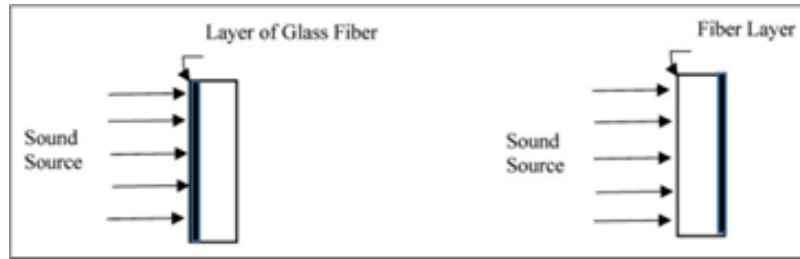 Layer of Glass Fiber
Sound
Source
Fiber Layer
Sound
Source